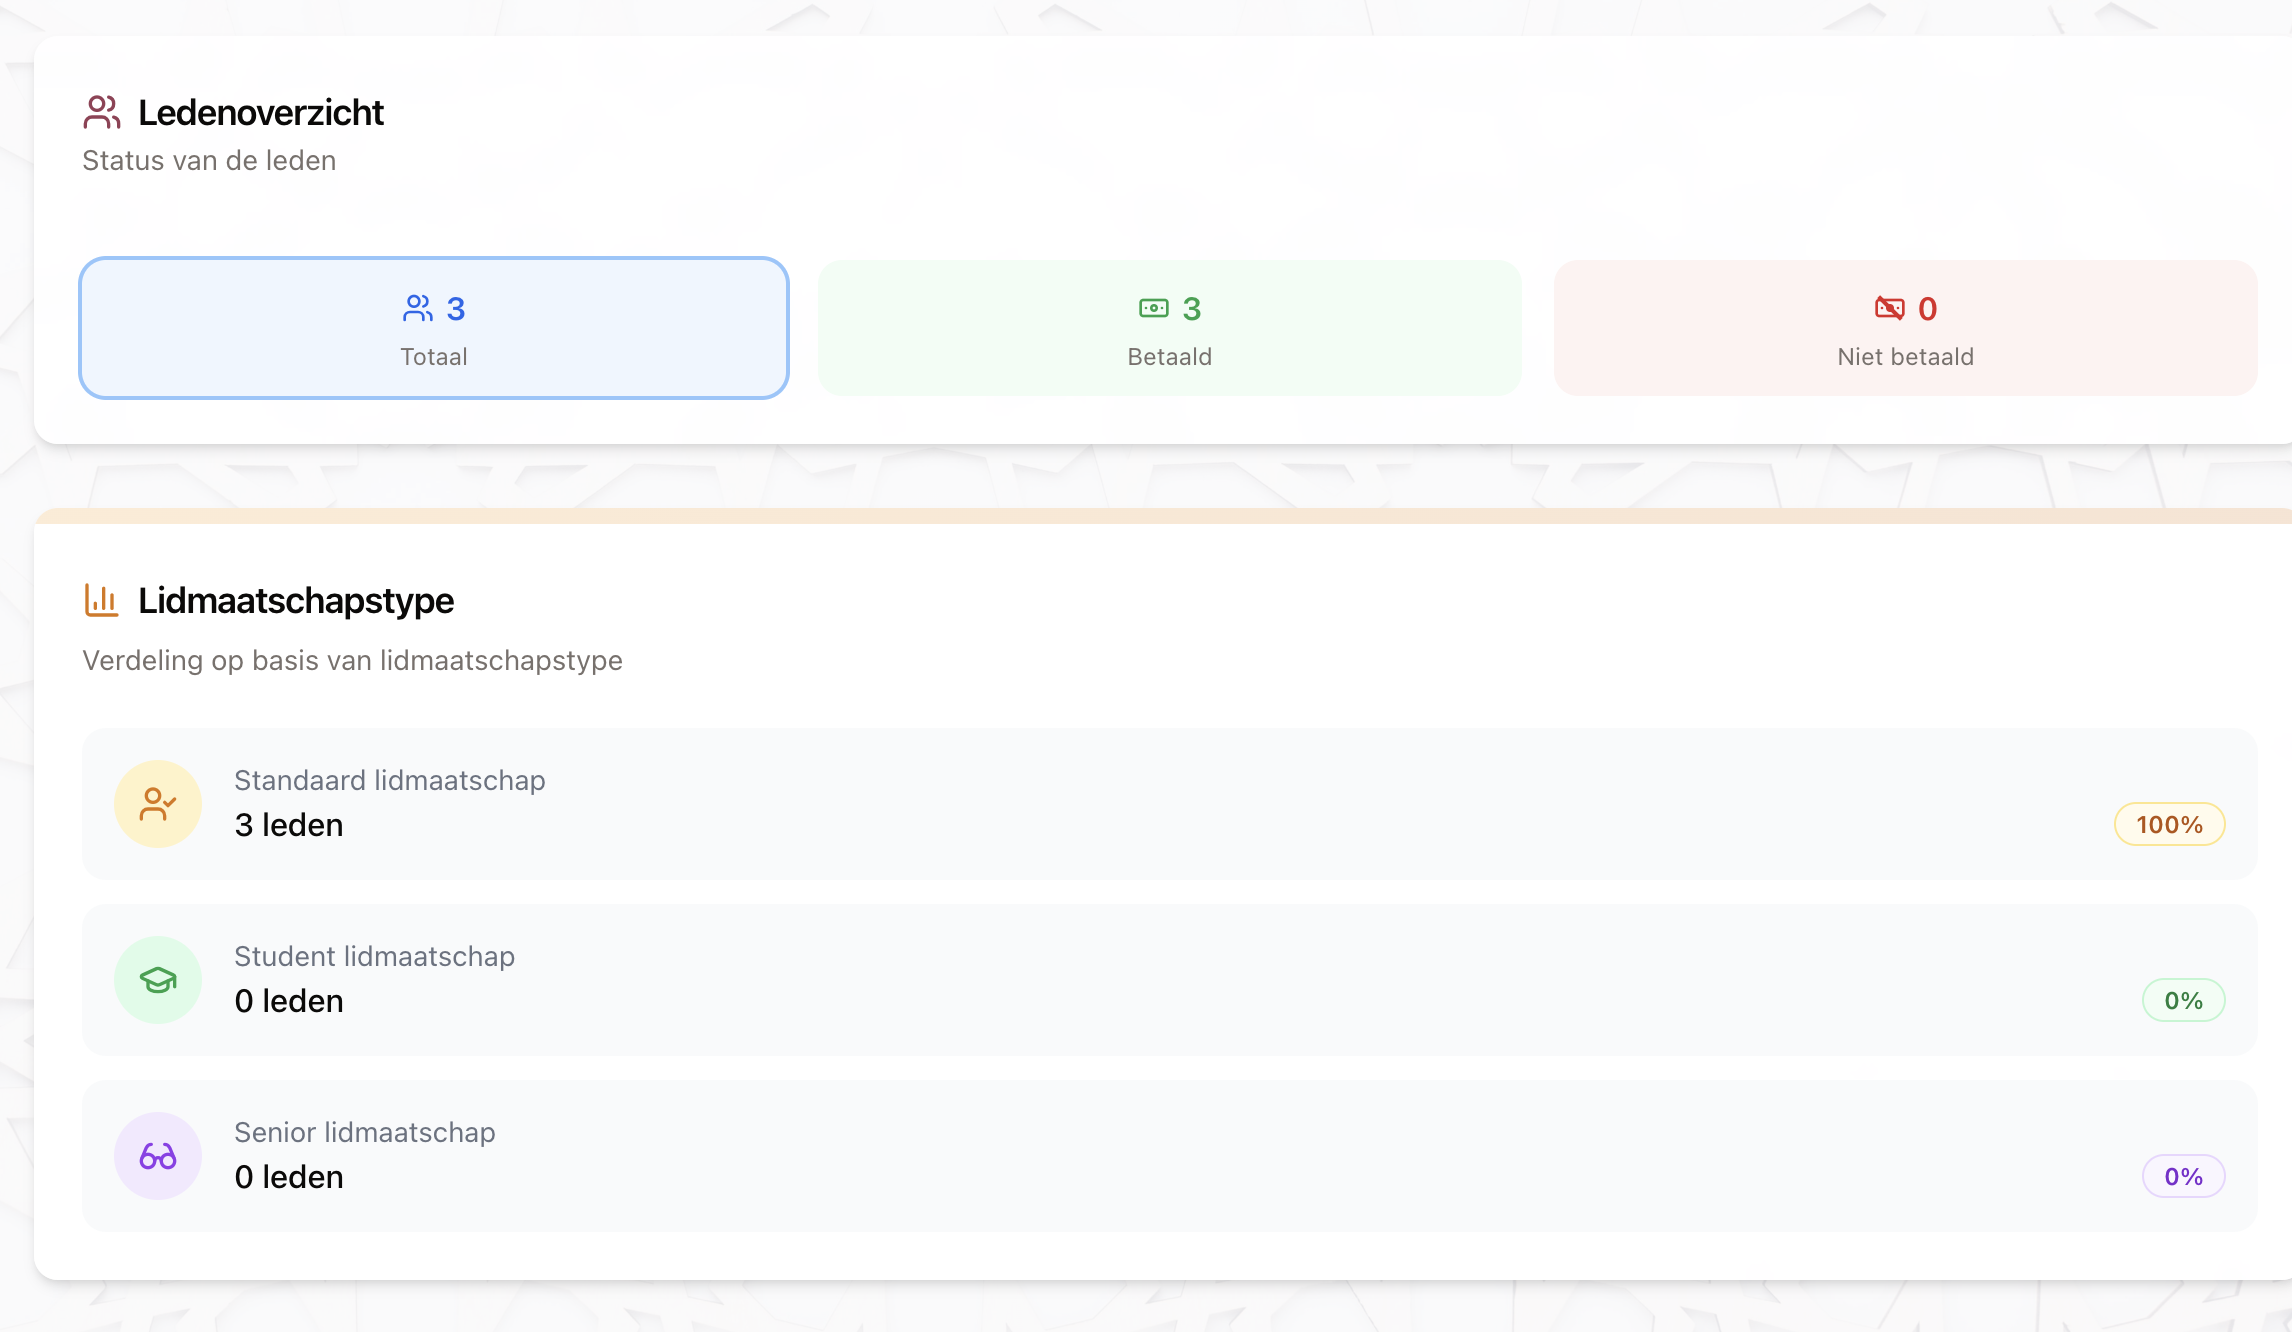 Ledenoverzicht
Status van de leden
3
Totaal
3
Betaald
0
Niet betaald
Lidmaatschapstype
Verdeling op basis van lidmaatschapstype
Standaard lidmaatschap
3 leden
100%
Student lidmaatschap
0 leden
0%
Senior lidmaatschap
0 leden
0%